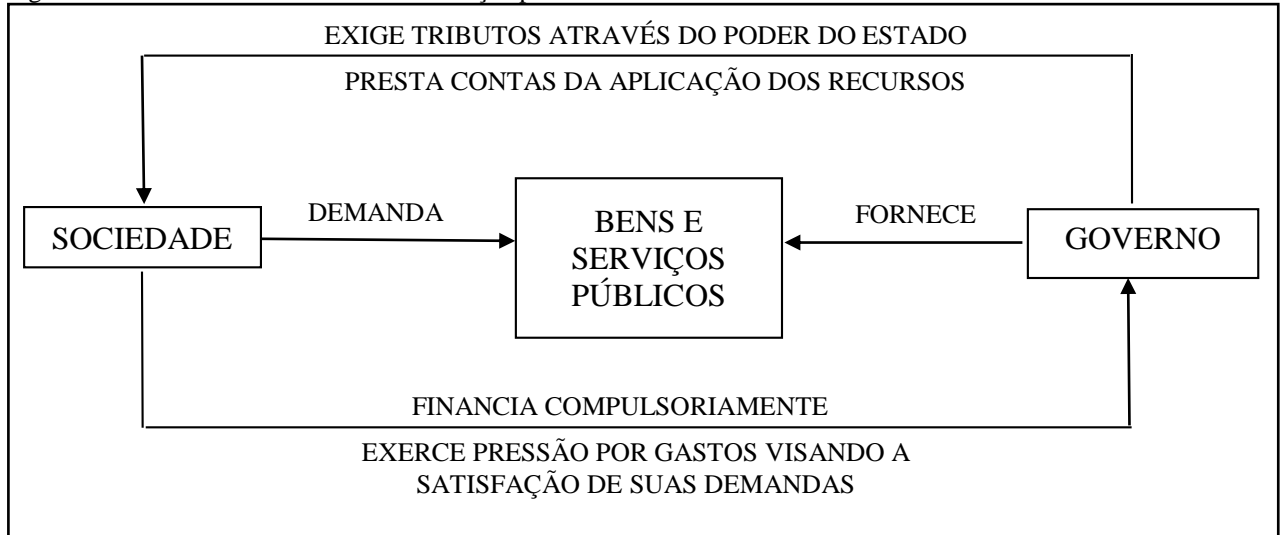 EXIGE TRIBUTOS ATRAVÉS DO PODER DO ESTADO
PRESTA CONTAS DA APLICAÇÃO DOS RECURSOS
SOCIEDADE
DEMANDA
BENS E
SERVIÇOS
PÚBLICOS
FORNECE
GOVERNO
FINANCIA COMPULSORIAMENTE
EXERCE PRESSÃO POR GASTOS VISANDO A
SATISFAÇÃO DE SUAS DEMANDAS